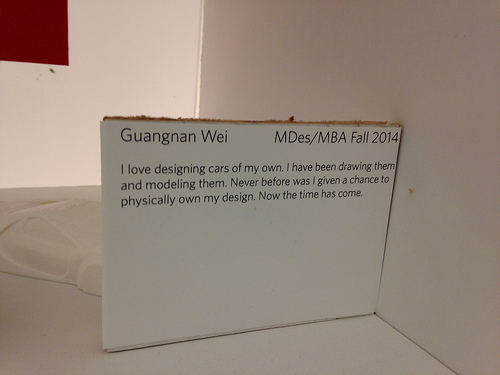 Guangnan Wei MDes/MBA Fall 2014
I love designing cars of my own. I have been drawing them
and modeling them. Never before was I given a chance to
physically own my design. Now the time has come.